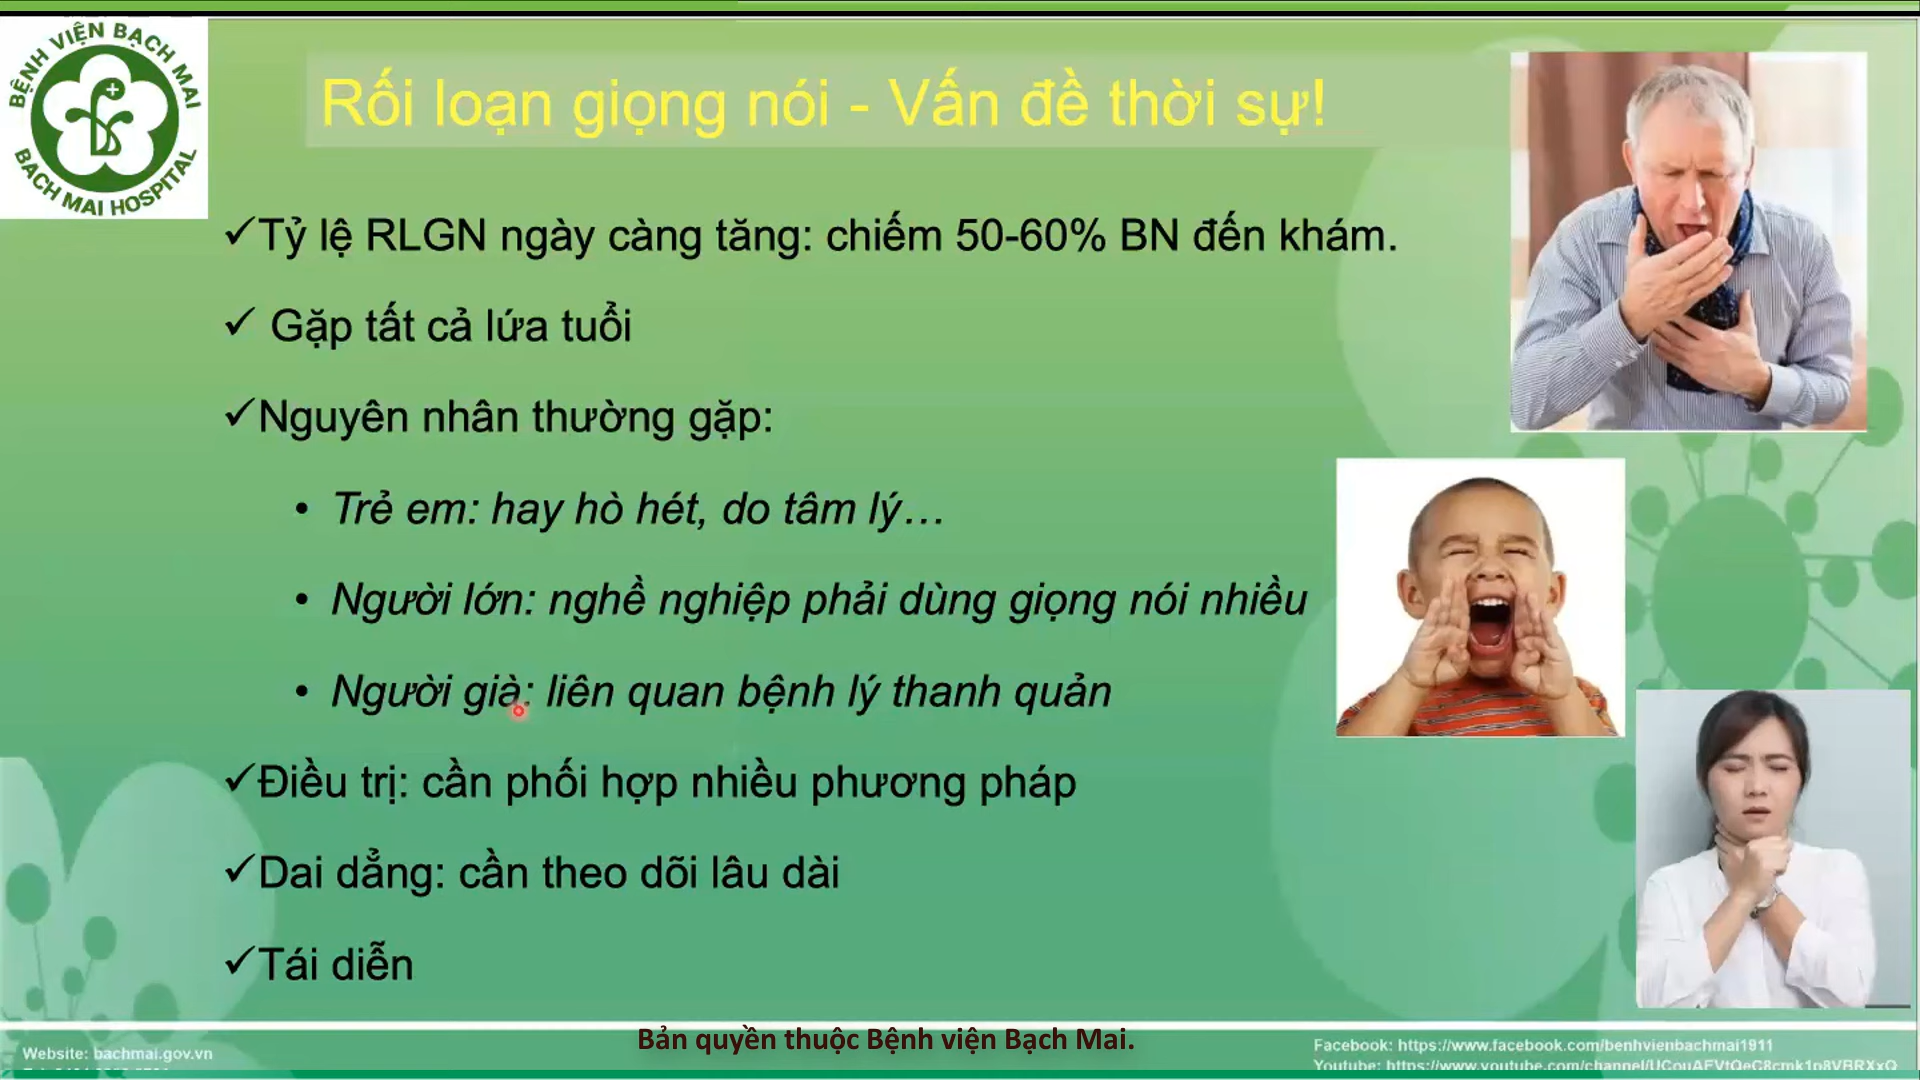 BỆNH VIỆN BẠCH MAI
BACH MAI HOSPITAL
Rối loạn giọng nói - Vấn đề thời sự!
✓Tỷ lệ RLGN ngày càng tăng: chiếm 50-60% BN đến khám.
✓ Gặp tất cả lứa tuổi
✓Nguyên nhân thường gặp:
• Trẻ em: hay hò hét, do tâm lý…
• Người lớn: nghề nghiệp phải dùng giọng nói nhiều
• Người già: liên quan bệnh lý thanh quản
✓Điều trị: cần phối hợp nhiều phương pháp
✓Dai dẳng: cần theo dõi lâu dài
✓Tái diễn
Bản quyền thuộc Bệnh viện Bạch Mai.
Website: bachmai.gov.vn
Facebook: https://www.facebook.com/benhvienbachmai1911